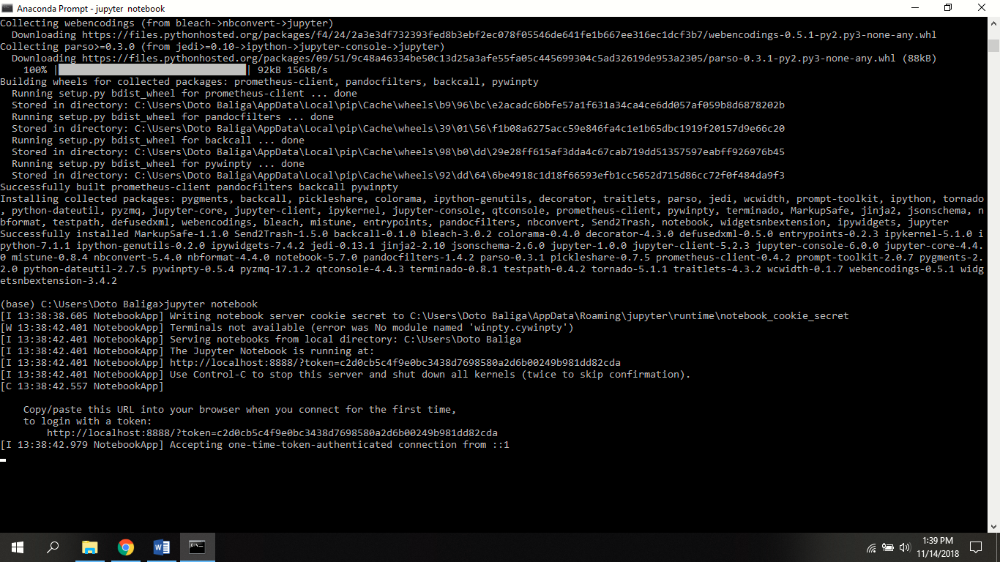 Anaconda Prompt - jupyter  notebook
Collecting webencodings (from bleach->nbconvert->jupyter)
  Downloading https://files.pythonhosted.org/packages/f4/24/2a3e3df732393fed8b3ebf2ec078f05546de641fe1b667ee316ec1dcf3b7/webencodings-0.5.1-py2.py3-none-any.whl
Collecting parso>=0.3.0 (from jedi>=0.10->ipython->jupyter-console->jupyter)
  Downloading https://files.pythonhosted.org/packages/09/51/9c48a46334be50c13d25a3afe55fa05c445699304c5ad32619de953a2305/parso-0.3.1-py2.py3-none-any.whl (88kB)
    100% |████████████████████████████████| 92kB 156kB/s
Building wheels for collected packages: prometheus-client, pandocfilters, backcall, pywinpty
  Running setup.py bdist_wheel for prometheus-client ... done
  Stored in directory: C:\Users\Doto Baliga\AppData\Local\pip\Cache\wheels\b9\96\bc\e2acadc6bbfe57a1f631a34ca4ce6dd057af059b8d6878202b
  Running setup.py bdist_wheel for pandocfilters ... done
  Stored in directory: C:\Users\Doto Baliga\AppData\Local\pip\Cache\wheels\39\01\56\f1b08a6275acc59e846fa4c1e1b65dbc1919f20157d9e66c20
  Running setup.py bdist_wheel for backcall ... done
  Stored in directory: C:\Users\Doto Baliga\AppData\Local\pip\Cache\wheels\98\b0\dd\29e28ff615af3dda4c67cab719dd51357597eabff926976b45
  Running setup.py bdist_wheel for pywinpty ... done
  Stored in directory: C:\Users\Doto Baliga\AppData\Local\pip\Cache\wheels\92\dd\64\6be4918c1d18f66593efb1cc5652d715d86cc72f0f484da9f3
Successfully built prometheus-client pandocfilters backcall pywinpty
Installing collected packages: pygments, backcall, pickleshare, colorama, ipython-genutils, decorator, traitlets, parso, jedi, wcwidth, prompt-toolkit, ipython, tornado
, python-dateutil, pyzmq, jupyter-core, jupyter-client, ipykernel, jupyter-console, qtconsole, prometheus-client, pywinpty, terminado, MarkupSafe, jinja2, jsonschema, n
bformat, testpath, defusedxml, webencodings, bleach, mistune, entrypoints, pandocfilters, nbconvert, Send2Trash, notebook, widgetsnbextension, ipywidgets, jupyter
Successfully installed MarkupSafe-1.1.0 Send2Trash-1.5.0 backcall-0.1.0 bleach-3.0.2 colorama-0.4.0 decorator-4.3.0 defusedxml-0.5.0 entrypoints-0.2.3 ipykernel-5.1.0 i
python-7.1.1 ipython-genutils-0.2.0 ipywidgets-7.4.2 jedi-0.13.1 jinja2-2.10 jsonschema-2.6.0 jupyter-1.0.0 jupyter-client-5.2.3 jupyter-console-6.0.0 jupyter-core-4.4.
0 mistune-0.8.4 nbconvert-5.4.0 nbformat-4.4.0 notebook-5.7.0 pandocfilters-1.4.2 parso-0.3.1 pickleshare-0.7.5 prometheus-client-0.4.2 prompt-toolkit-2.0.7 pygments-2.
2.0 python-dateutil-2.7.5 pywinpty-0.5.4 pyzmq-17.1.2 qtconsole-4.4.3 terminado-0.8.1 testpath-0.4.2 tornado-5.1.1 traitlets-4.3.2 wcwidth-0.1.7 webencodings-0.5.1 widg
etsnbextension-3.4.2
(base) C:\Users\Doto Baliga>jupyter notebook
[I 13:38:38.605 NotebookApp] Writing notebook server cookie secret to C:\Users\Doto Baliga\AppData\Roaming\jupyter\runtime\notebook_cookie_secret
[W 13:38:42.401 NotebookApp] Terminals not available (error was No module named 'winpty.cywinpty')
[I 13:38:42.401 NotebookApp] Serving notebooks from local directory: C:\Users\Doto Baliga
[I 13:38:42.401 NotebookApp] The Jupyter Notebook is running at:
[I 13:38:42.401 NotebookApp] http://localhost:8888/?token=c2d0cb5c4f9e0bc3438d7698580a2d6b00249b981dd82cda
[I 13:38:42.401 NotebookApp] Use Control-C to stop this server and shut down all kernels (twice to skip confirmation).
[C 13:38:42.557 NotebookApp]
    Copy/paste this URL into your browser when you connect for the first time,
    to login with a token:
        http://localhost:8888/?token=c2d0cb5c4f9e0bc3438d7698580a2d6b00249b981dd82cda
[I 13:38:42.979 NotebookApp] Accepting one-time-token-authenticated connection from ::1
1:39 PM
11/14/2018